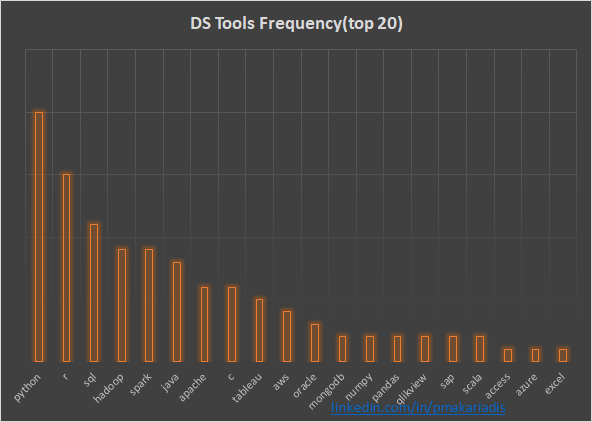 DS Tools Frequency(top 20)
python
r
sql
hadoop
spark
java
apache
c
tableau
aws
oracle
mongodb
numpy
pandas
qlikview
sap
scala
access
azure
excel
linkedin.com/in/pmakariadis